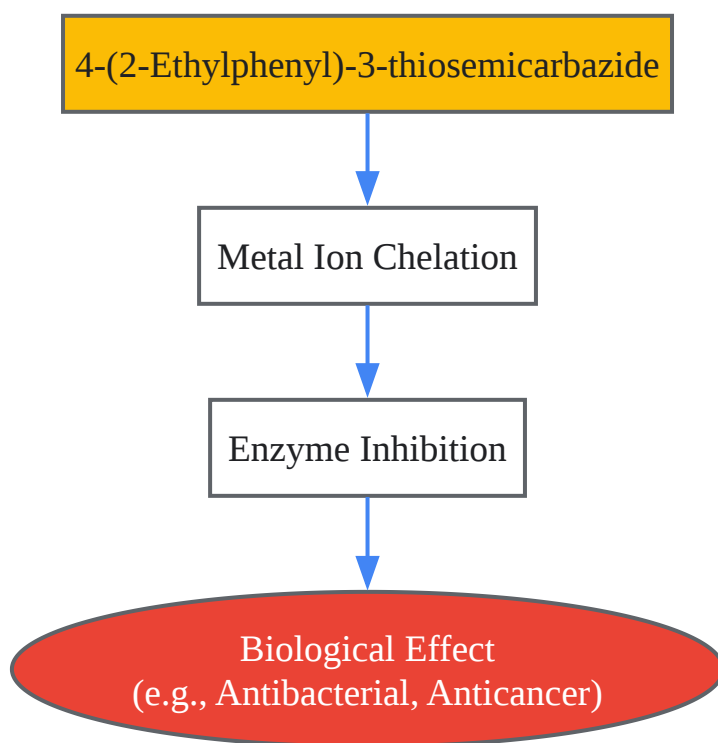 4-(2-Ethylphenyl)-3-thiosemicarbazide
Metal Ion Chelation
Enzyme Inhibition
Biological Effect
(e.g., Antibacterial, Anticancer)